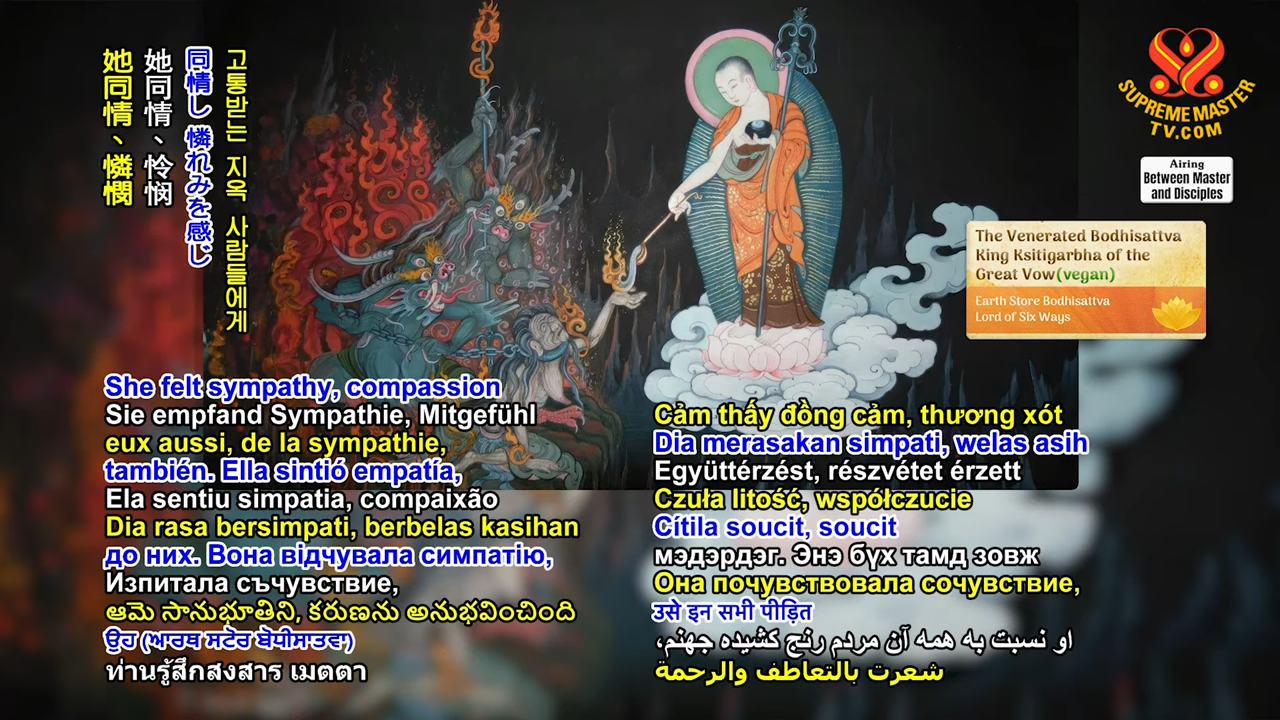 她同情、憐憫
她同情、怜悯
同情し 憐れみを感じ
고통받는 지옥 사람들에게
SUPREME MASTER
TV.COM
Airing
Between Master
and Disciples
The Venerated Bodhisattva
King Ksitigarbha of the
Great Vow(vegan)
Earth Store Bodhisattva
Lord of Six Ways
She felt sympathy, compassion
Sie empfand Sympathie, Mitgefühl
eux aussi, de la sympathie,
también. Ella sintió empatía,
Ela sentiu simpatia, compaixão
Dia rasa bersimpati, berbelas kasihan
до них. Вона відчувала симпатію,
Изпитала съчувствие,
ఆమె సానుభూతిని, కరుణను అనుభవించింది
ਉਹ (ਆਰਥ ਸਟੋਰ ਬੋਧੀਸਾਤਵਾ)
ท่านรู้สึกสงสาร เมตตา
Cảm thấy đồng cảm, thương xót
Dia merasakan simpati, welas asih
Együttérzést, részvétet érzett
Czuła litość, współczucie
Cítila soucit, soucit
мэдэрдэг. Энэ бүх тамд зовж
Она почувствовала сочувствие,
उसे इन सभी पीड़ित
او نسبت به همه آن مردم رنج کشیده جهنم،
شعرت بالتعاطف والرحمة